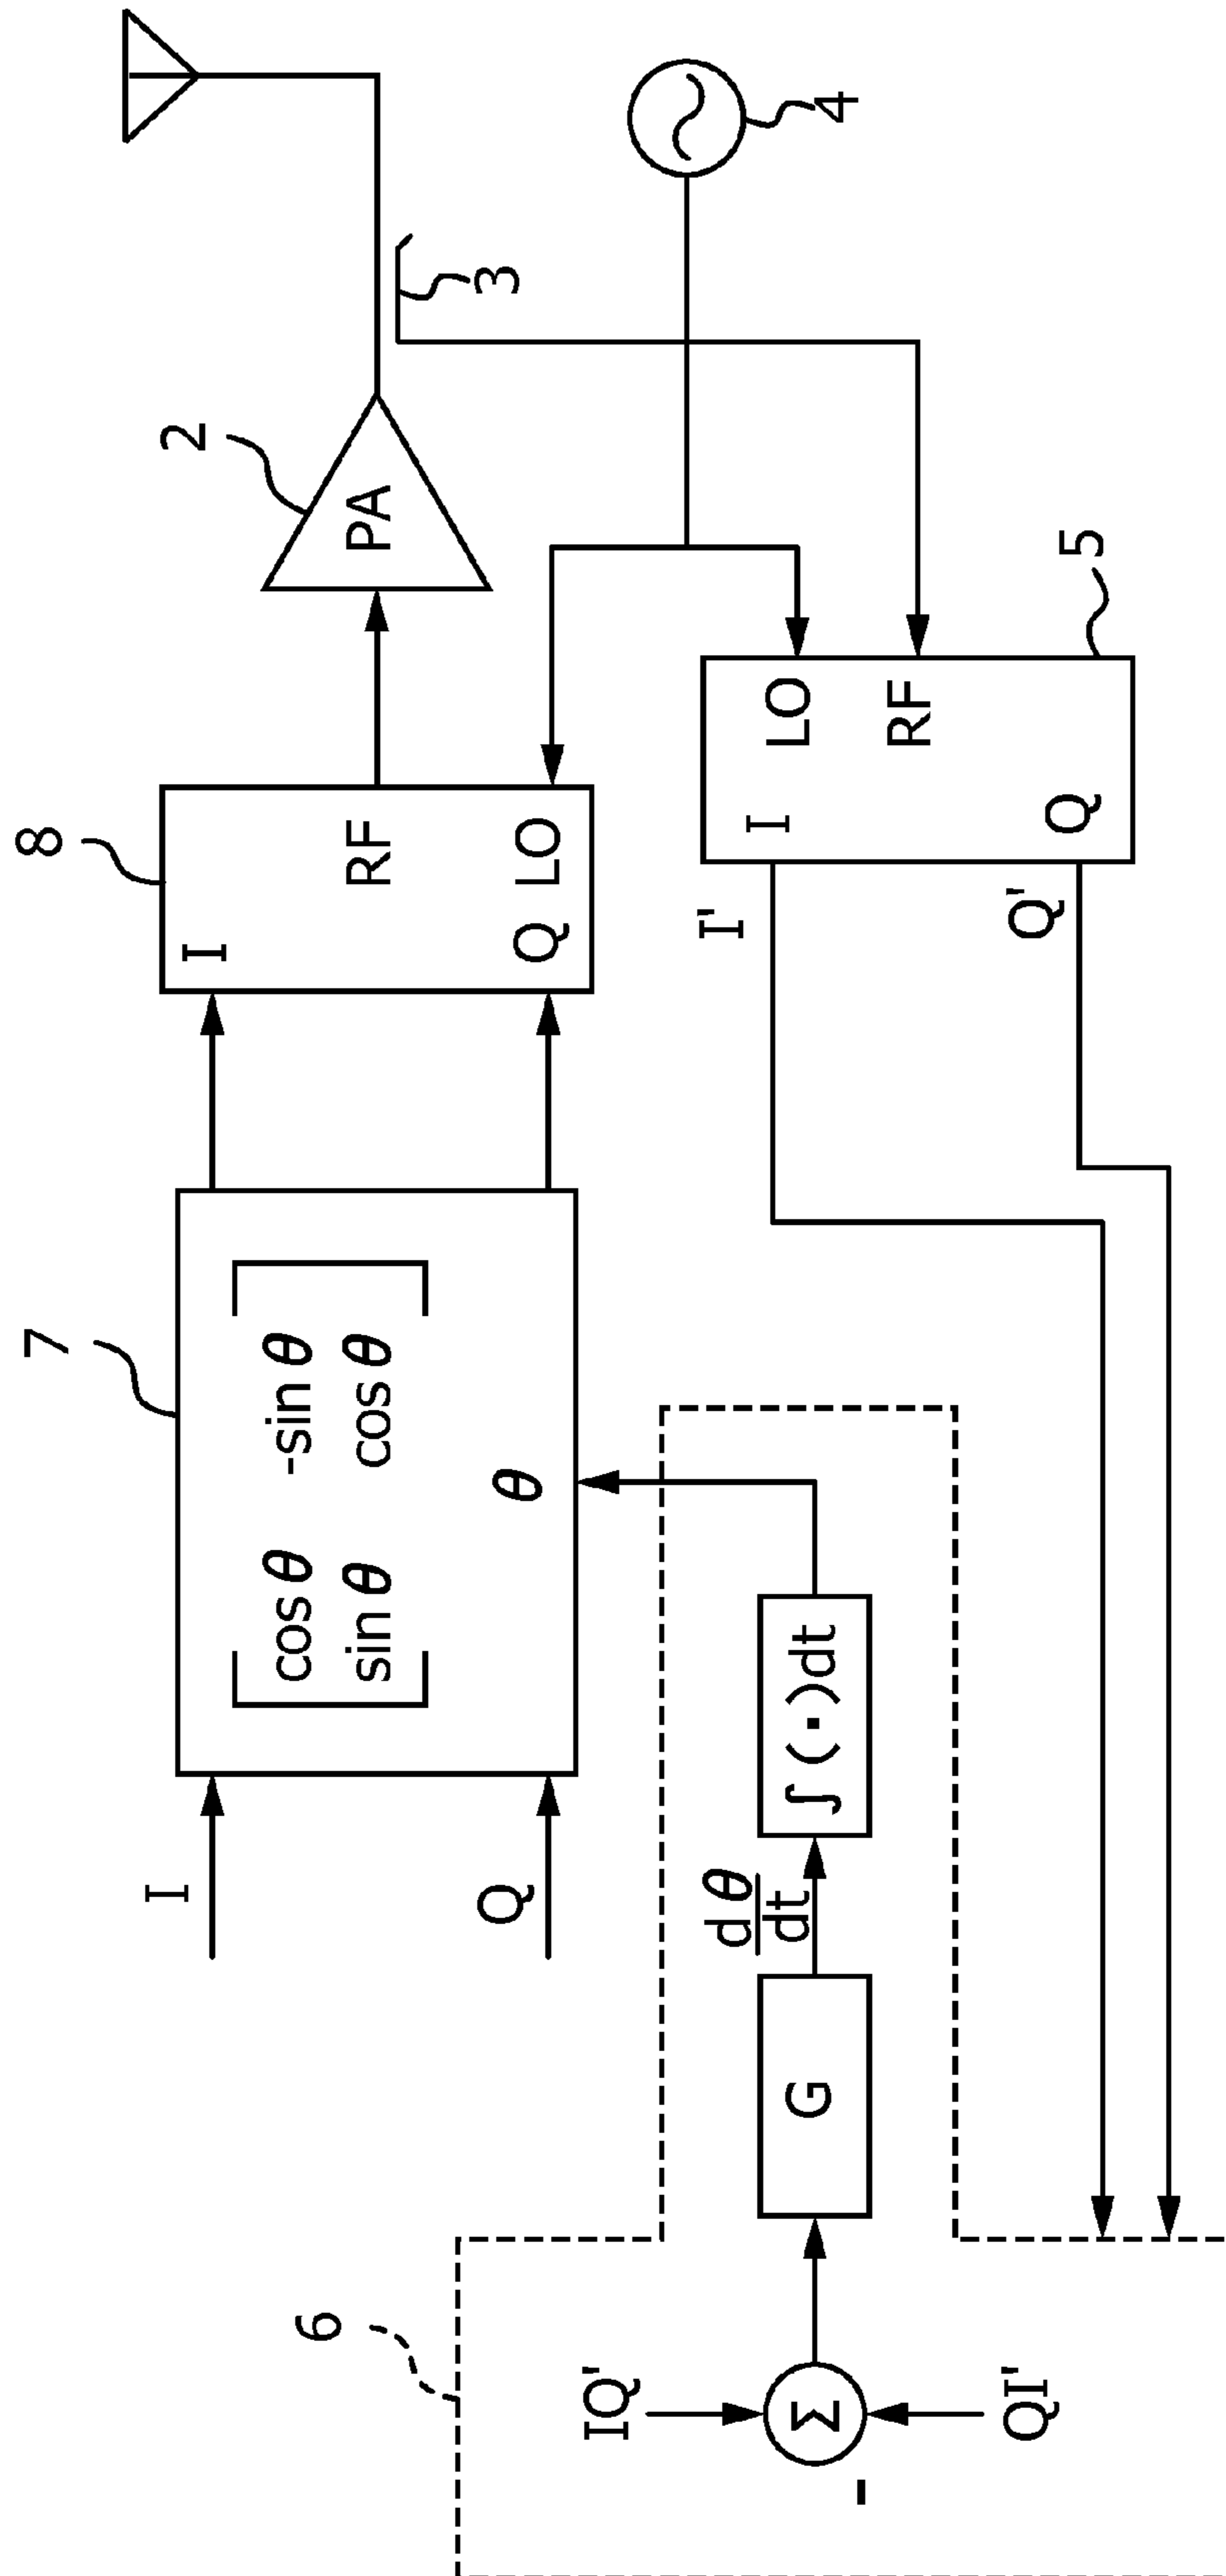 8
7
I
I
cos θ -sin θ
sin θ cos θ
θ
Q
I
RF
Q LO
2
PA
3
4
6
IQ'
Σ
-
QI'
G
dθ
dt
∫(·)dt
I'
Q'
I
LO
RF
Q
5